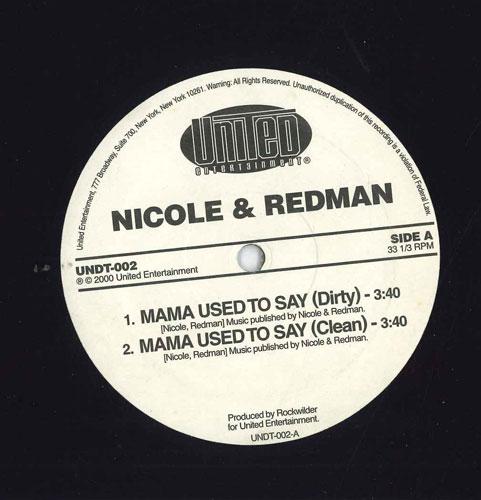 United Entertainment, 777 Broadway, Suite 700, New York, New York 10261. Warning: All Rights Reserved. Unauthorized duplication of this recording is a violation of Federal Law.
UNITED
ENTERTAINMENT®
NICOLE & REDMAN
SIDE A
33 1/3 RPM
UNDT-002
℗ © 2000 United Entertainment
1. MAMA USED TO SAY (Dirty) - 3:40
[Nicole, Redman] Music published by Nicole & Redman.
2. MAMA USED TO SAY (Clean) - 3:40
[Nicole, Redman] Music published by Nicole & Redman.
Produced by Rockwilder
for United Entertainment.
UNDT-002-A